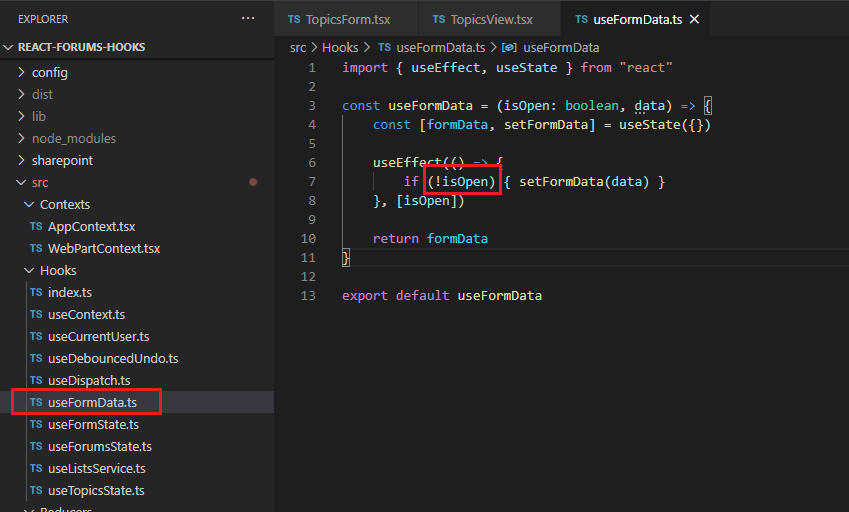 EXPLORER ···
REACT-FORUMS-HOOKS
config
dist
lib
node_modules
sharepoint
src
Contexts
TS AppContext.tsx
TS WebPartContext.tsx
Hooks
TS index.ts
TS useContext.ts
TS useCurrentUser.ts
TS useDebouncedUndo.ts
TS useDispatch.ts
TS useFormData.ts
TS useFormState.ts
TS useForumsState.ts
TS useListsService.ts
TS useTopicsState.ts
Reducers
TS TopicsForm.tsx TS TopicsView.tsx TS useFormData.ts ×
src > Hooks > TS useFormData.ts > useFormData
1 import { useEffect, useState } from "react"
2
3 const useFormData = (isOpen: boolean, data) => {
4 const [formData, setFormData] = useState({})
5
6 useEffect(() => {
7 if (!isOpen) { setFormData(data) }
8 }, [isOpen])
9
10 return formData
11 }
12
13 export default useFormData